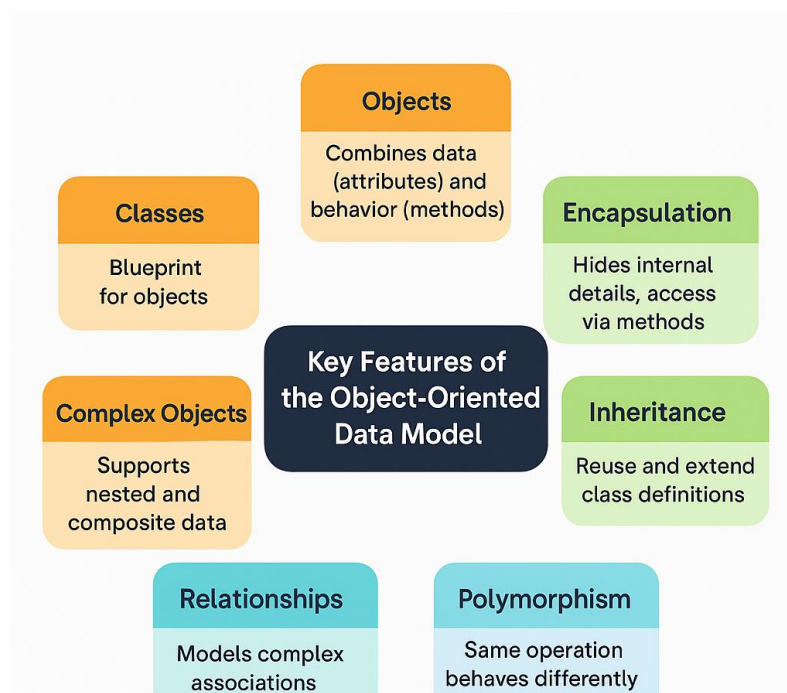 Objects
Combines data
(attributes) and
behavior (methods)
Classes
Blueprint
for objects
Encapsulation
Hides internal
details, access
via methods
Key Features of
the Object-Oriented
Data Model
Complex Objects
Supports
nested and
composite data
Inheritance
Reuse and extend
class definitions
Relationships
Models complex
associations
Polymorphism
Same operation
behaves differently